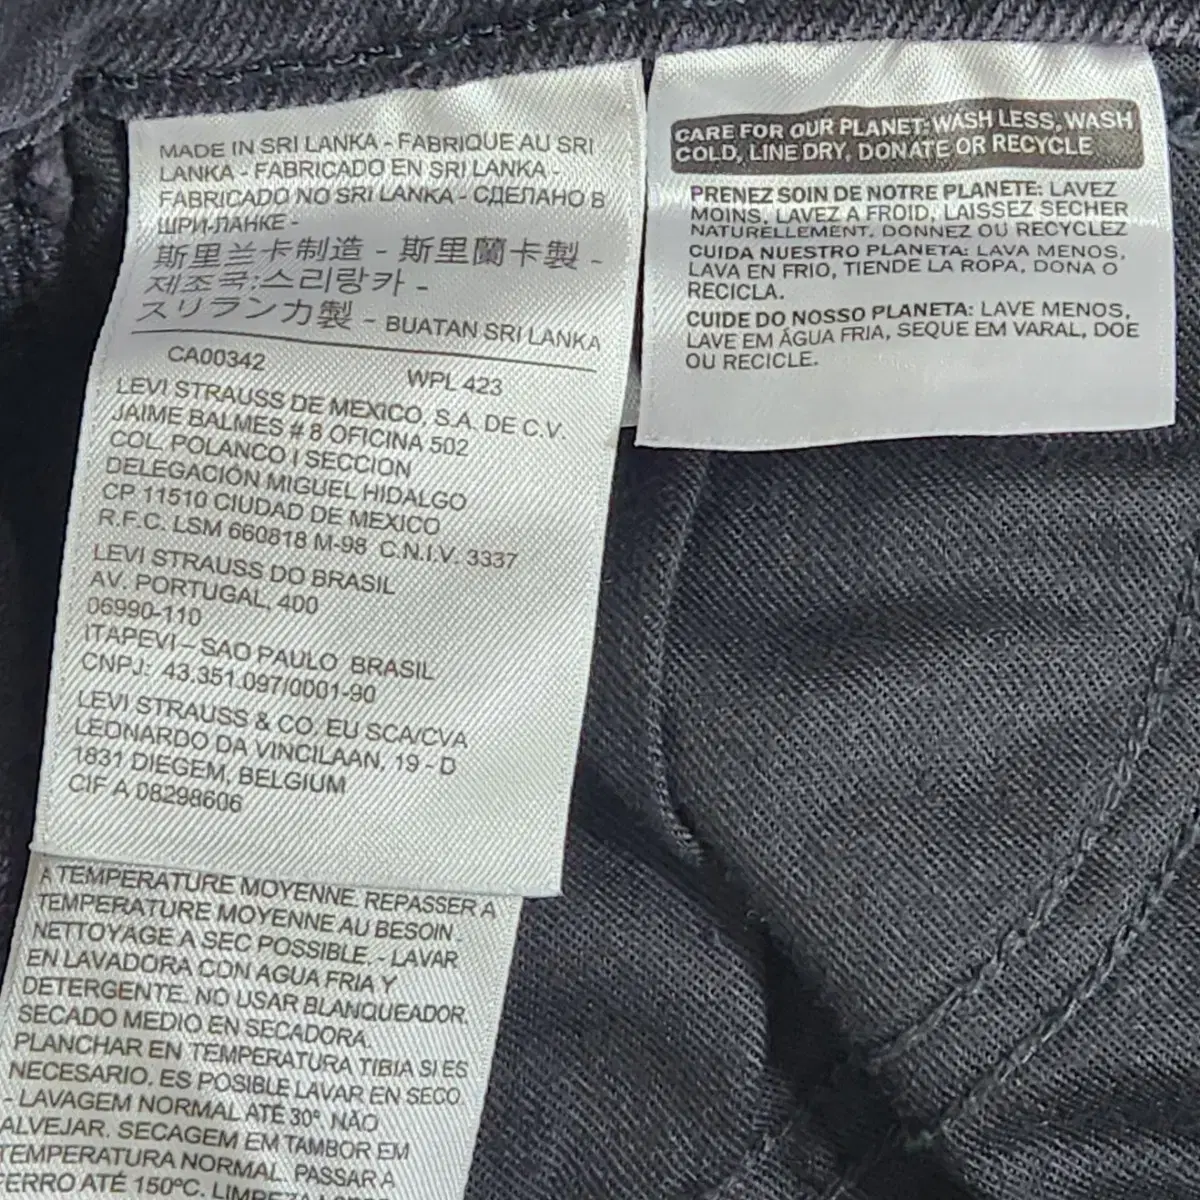 MADE IN SRI LANKA - FABRIQUE AU SRI
LANKA - FABRICADO EN SRI LANKA -
FABRICADO NO SRI LANKA - СДЕЛАНО В
ШРИ-ЛАНКЕ -
斯里兰卡制造 - 斯里蘭卡製 -
제조국:스리랑카 -
スリランカ製 - BUATAN SRI LANKA
CA00342 WPL 423
LEVI STRAUSS DE MEXICO, S.A. DE C.V.
JAIME BALMES # 8 OFICINA 502
COL. POLANCO I SECCION
DELEGACIÓN MIGUEL HIDALGO
CP 11510 CIUDAD DE MEXICO
R.F.C. LSM 660818 M-98 C.N.I.V. 3337
LEVI STRAUSS DO BRASIL
AV. PORTUGAL, 400
06990-110
ITAPEVI – SAO PAULO BRASIL
CNPJ: 43.351.097/0001-90
LEVI STRAUSS & CO. EU SCA/CVA
LEONARDO DA VINCILAAN, 19 - D
1831 DIEGEM, BELGIUM
CIF A 08298606
A TEMPERATURE MOYENNE. REPASSER A
TEMPERATURE MOYENNE AU BESOIN.
NETTOYAGE A SEC POSSIBLE. - LAVAR
EN LAVADORA CON AGUA FRIA Y
DETERGENTE. NO USAR BLANQUEADOR.
SECADO MEDIO EN SECADORA.
PLANCHAR EN TEMPERATURA TIBIA SI ES
NECESARIO. ES POSIBLE LAVAR EN SECO.
- LAVAGEM NORMAL ATÉ 30° NÃO
ALVEJAR. SECAGEM EM TAMBOR EM
TEMPERATURA NORMAL. PASSAR A
FERRO ATÉ 150ºC. LIMPEZA
CARE FOR OUR PLANET: WASH LESS, WASH
COLD, LINE DRY, DONATE OR RECYCLE
PRENEZ SOIN DE NOTRE PLANÈTE: LAVEZ
MOINS. LAVEZ A FROID, LAISSEZ SECHER
NATURELLEMENT. DONNEZ OU RECYCLEZ
CUIDA NUESTRO PLANETA: LAVA MENOS,
LAVA EN FRIO, TIENDE LA ROPA, DONA O
RECICLA.
CUIDE DO NOSSO PLANETA: LAVE MENOS,
LAVE EM ÁGUA FRIA, SEQUE EM VARAL, DOE
OU RECICLE.